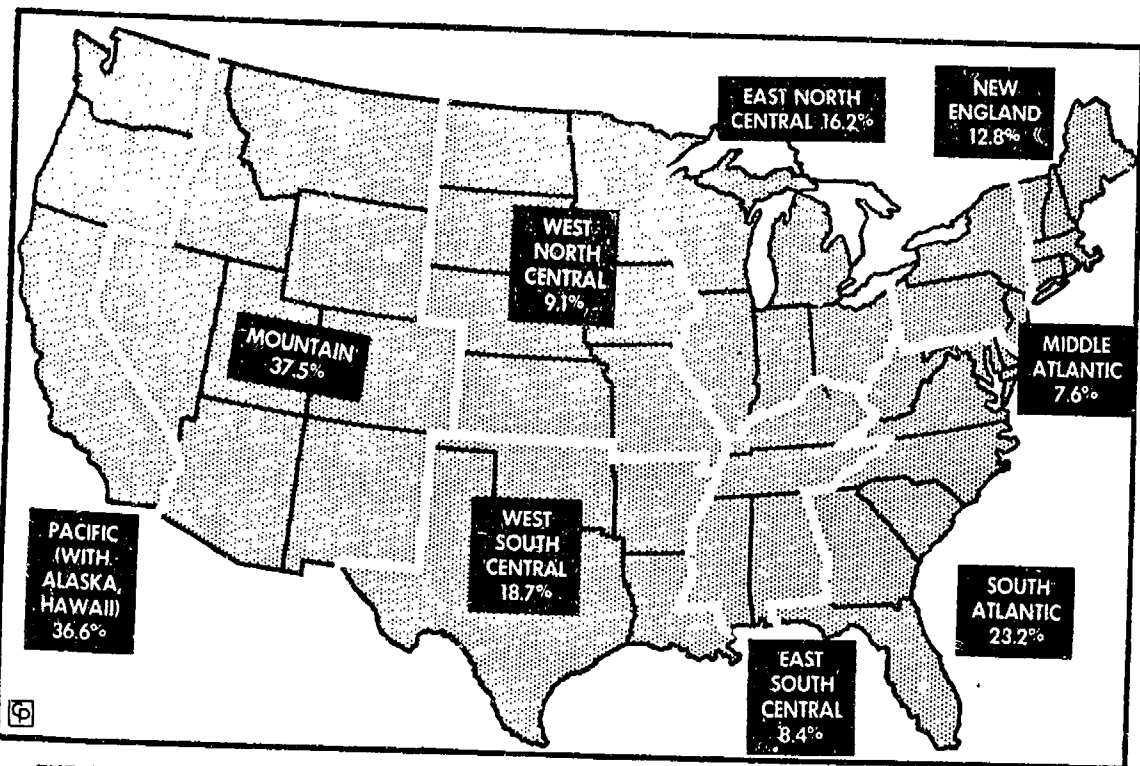 EAST NORTH
CENTRAL 16.2%
NEW
ENGLAND
12.8%
WEST
NORTH
CENTRAL
9.1%
MOUNTAIN
37.5%
MIDDLE
ATLANTIC
7.6%
PACIFIC
(WITH
ALASKA,
HAWAII)
36.6%
WEST
SOUTH
CENTRAL
18.7%
SOUTH
ATLANTIC
23.2%
EAST
SOUTH
CENTRAL
8.4%